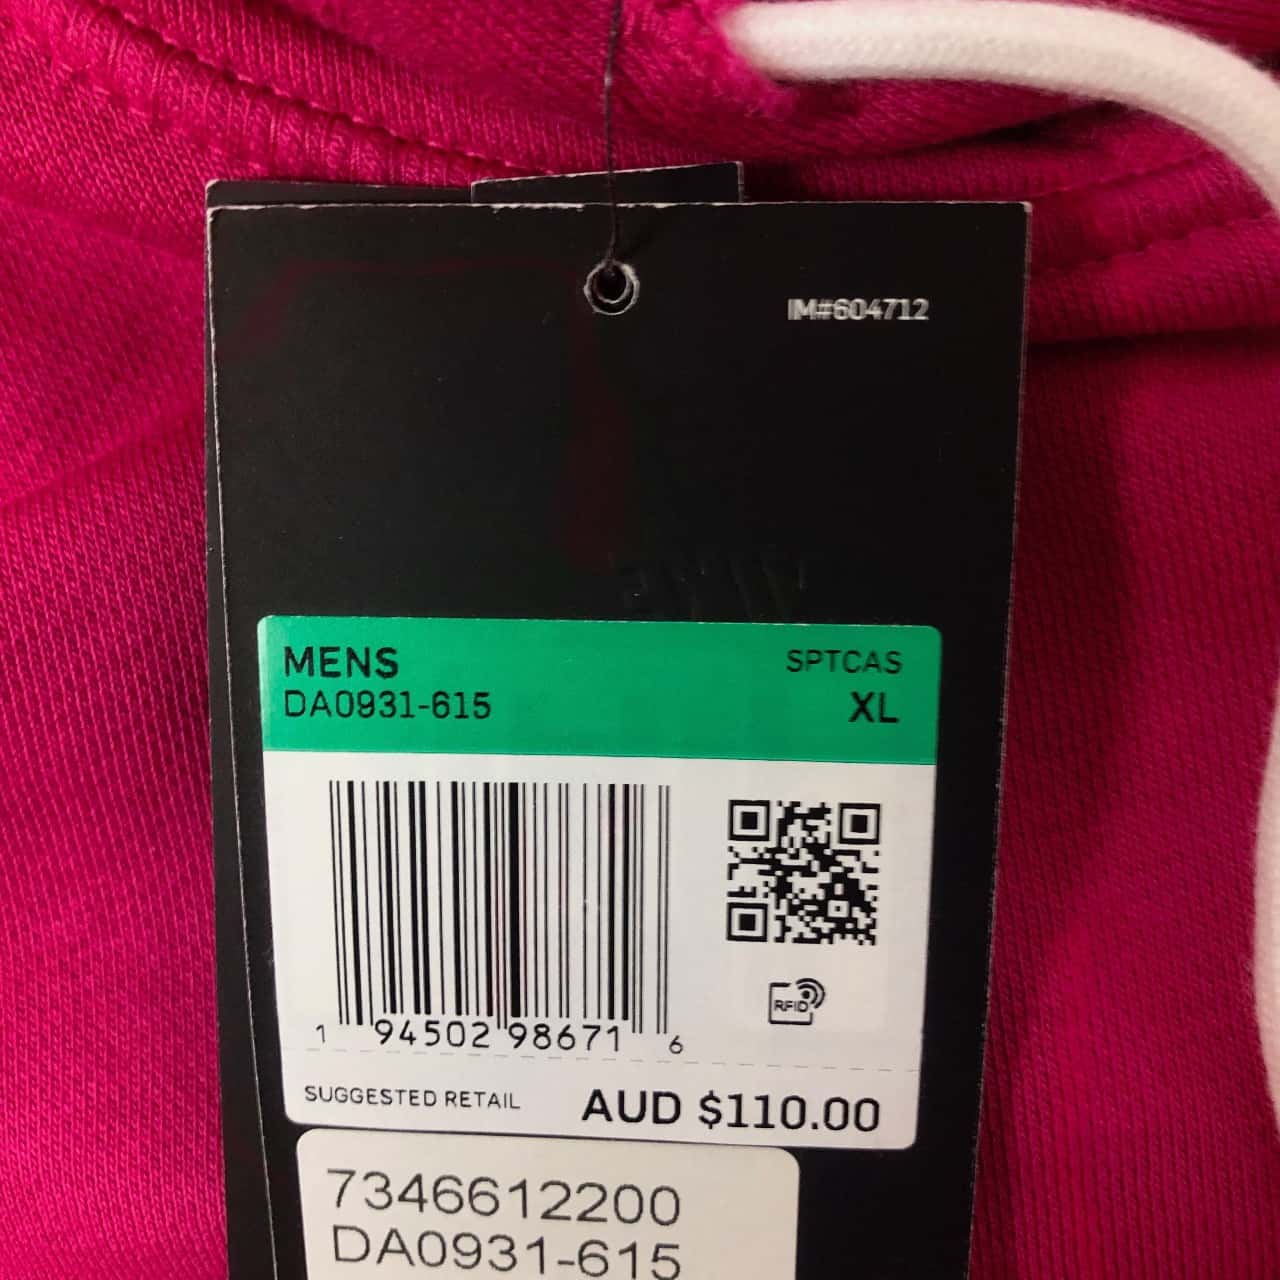 IM#604712
MENS SPTCAS
DA0931-615 XL
RFID
1 94502 98671 6
SUGGESTED RETAIL AUD $110.00
7346612200
DA0931-615